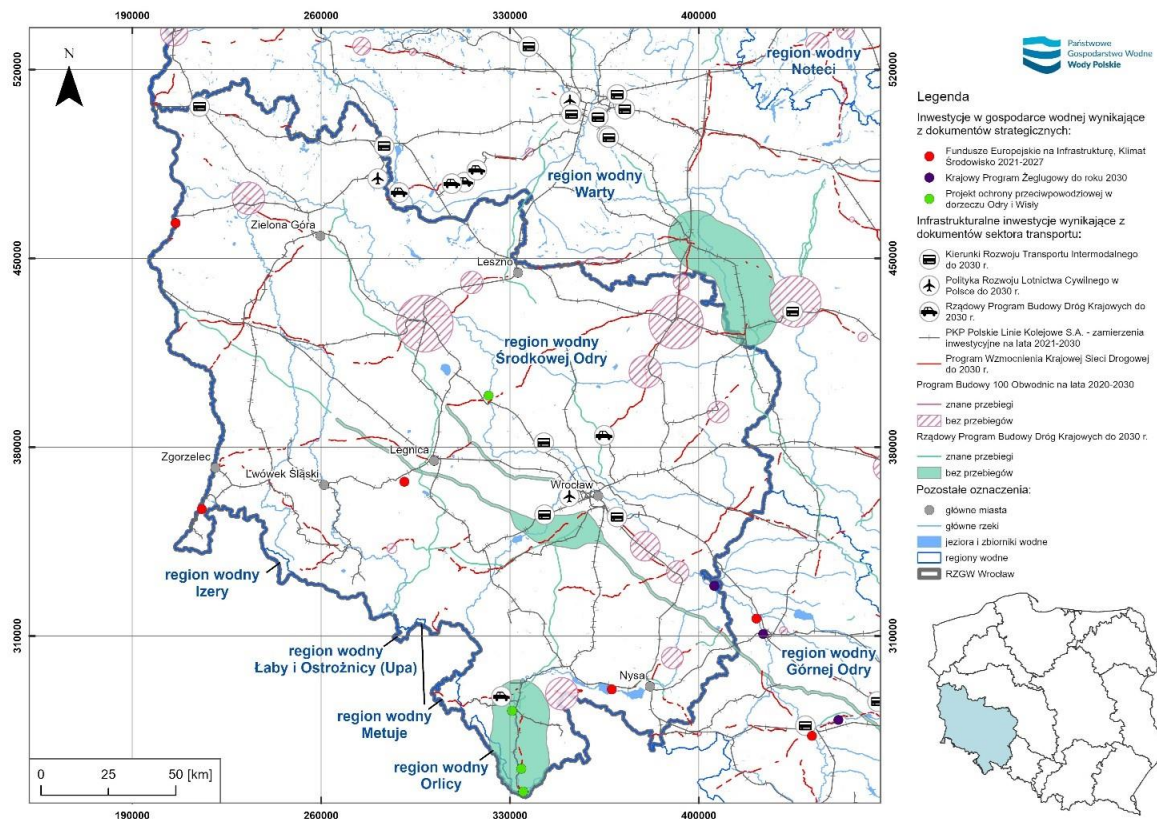 190000
260000
330000
400000
520000
450000
380000
310000
N
region wodny
Noteci
region wodny
Warty
Zielona Góra
Leszno
region wodny
Środkowej Odry
Zgorzelec
Lwówek Śląski
Legnica
Wrocław
region wodny
Izery
region wodny
Łaby i Ostrożnicy (Upa)
region wodny
Metuje
region wodny
Orlicy
Nysa
region wodny
Górnej Odry
0
25
50 [km]
520000
450000
380000
310000
190000
260000
330000
400000
Państwowe
Gospodarstwo Wodne
Wody Polskie
Legenda
Inwestycje w gospodarce wodnej wynikające
z dokumentów strategicznych:
Fundusze Europejskie na Infrastrukturę, Klimat
Środowisko 2021-2027
Krajowy Program Żeglugowy do roku 2030
Projekt ochrony przeciwpowodziowej w
dorzeczu Odry i Wisły
Infrastrukturalne inwestycje wynikające z
dokumentów sektora transportu:
Kierunki Rozwoju Transportu Intermodalnego
do 2030 r.
Polityka Rozwoju Lotnictwa Cywilnego w
Polsce do 2030 r.
Rządowy Program Budowy Dróg Krajowych do
2030 r.
PKP Polskie Linie Kolejowe S.A. - zamierzenia
inwestycyjne na lata 2021-2030
Program Wzmocnienia Krajowej Sieci Drogowej
do 2030 r.
Program Budowy 100 Obwodnic na lata 2020-2030
znane przebiegi
bez przebiegów
Rządowy Program Budowy Dróg Krajowych do 2030 r.
znane przebiegi
bez przebiegów
Pozostałe oznaczenia:
główne miasta
główne rzeki
jeziora i zbiorniki wodne
regiony wodne
RZGW Wrocław